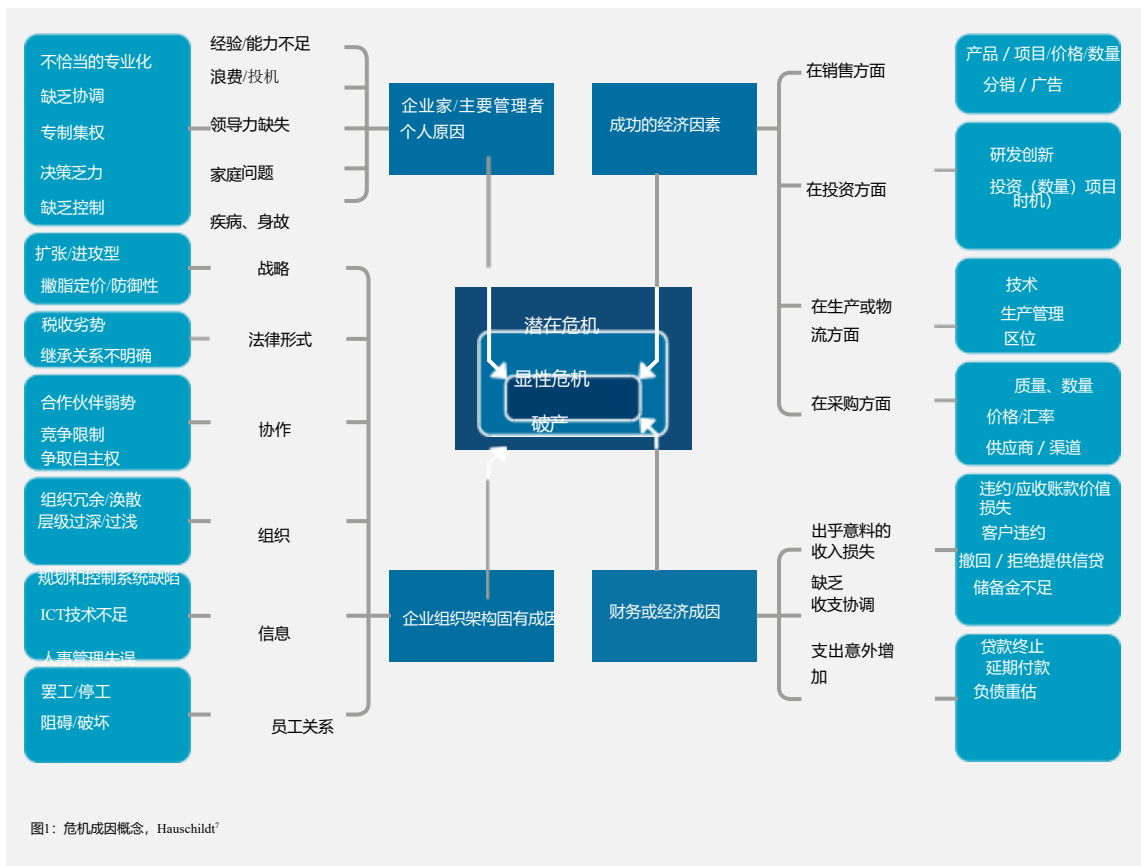 不恰当的专业化
缺乏协调
专制集权
决策乏力
缺乏控制
经验/能力不足
浪费/投机
领导力缺失
家庭问题
疾病、身故
企业家/主要管理者
个人原因
成功的经济因素
在销售方面
在投资方面
在生产或物
流方面
在采购方面
产品 / 项目/价格/数量
分销 / 广告
研发创新
投资（数量）项目
时机）
技术
生产管理
区位
质量、数量
价格/汇率
供应商 / 渠道
扩张/进攻型
撇脂定价/防御性
战略
税收劣势
继承关系不明确
法律形式
合作伙伴弱势
竞争限制
争取自主权
协作
组织冗余/涣散
层级过深/过浅
组织
规划和控制系统缺陷
ICT技术不足
信息
人事管理失误
罢工/停工
阻碍/破坏
员工关系
潜在危机
显性危机
破产
企业组织架构固有成因
财务或经济成因
出乎意料的
收入损失
缺乏
收支协调
支出意外增
加
违约/应收账款价值
损失
客户违约
撤回 / 拒绝提供信贷
储备金不足
贷款终止
延期付款
负债重估
图1：危机成因概念，Hauschildt7